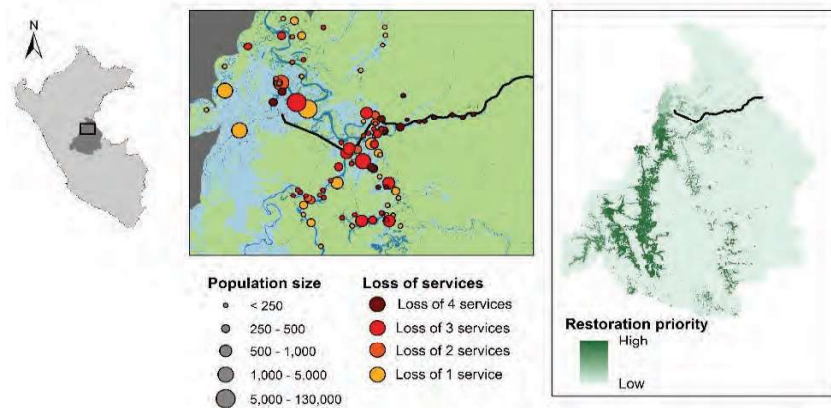 N
Population size
< 250
250 - 500
500 - 1,000
1,000 - 5,000
5,000 - 130,000
Loss of services
Loss of 4 services
Loss of 3 services
Loss of 2 services
Loss of 1 service
Restoration priority
High
Low